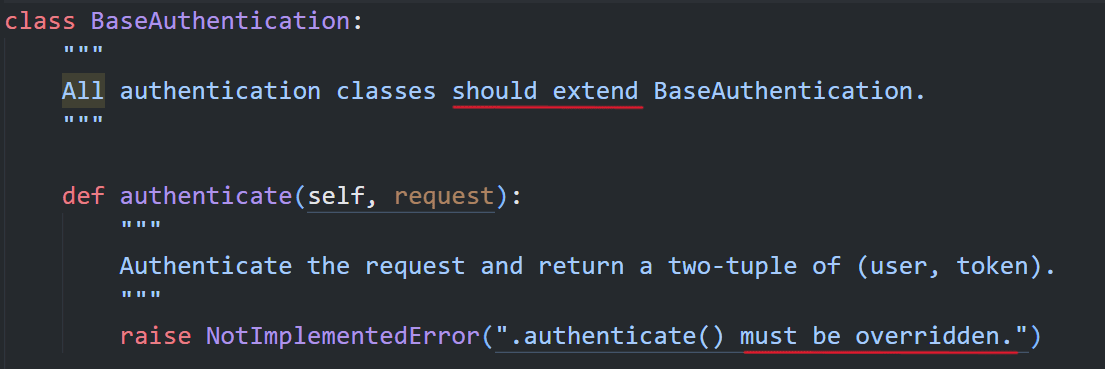 class BaseAuthentication:
"""
All authentication classes should extend BaseAuthentication.
"""
def authenticate(self, request):
"""
Authenticate the request and return a two-tuple of (user, token).
"""
raise NotImplementedError(".authenticate() must be overridden.")